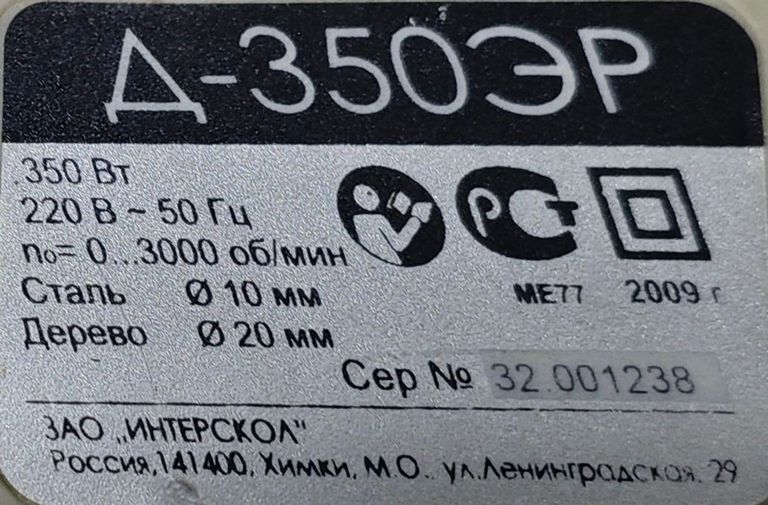 Д-350ЭР
350 Вт
220 В ~ 50 Гц
n₀= 0...3000 об/мин
Сталь Ø 10 мм
Дерево Ø 20 мм
РСТ
МЕ77 2009 г
Сер № 32.001238
ЗАО „ИНТЕРСКОЛ"
Россия,141400, Химки, М.О.. ул.Ленинградская. 29